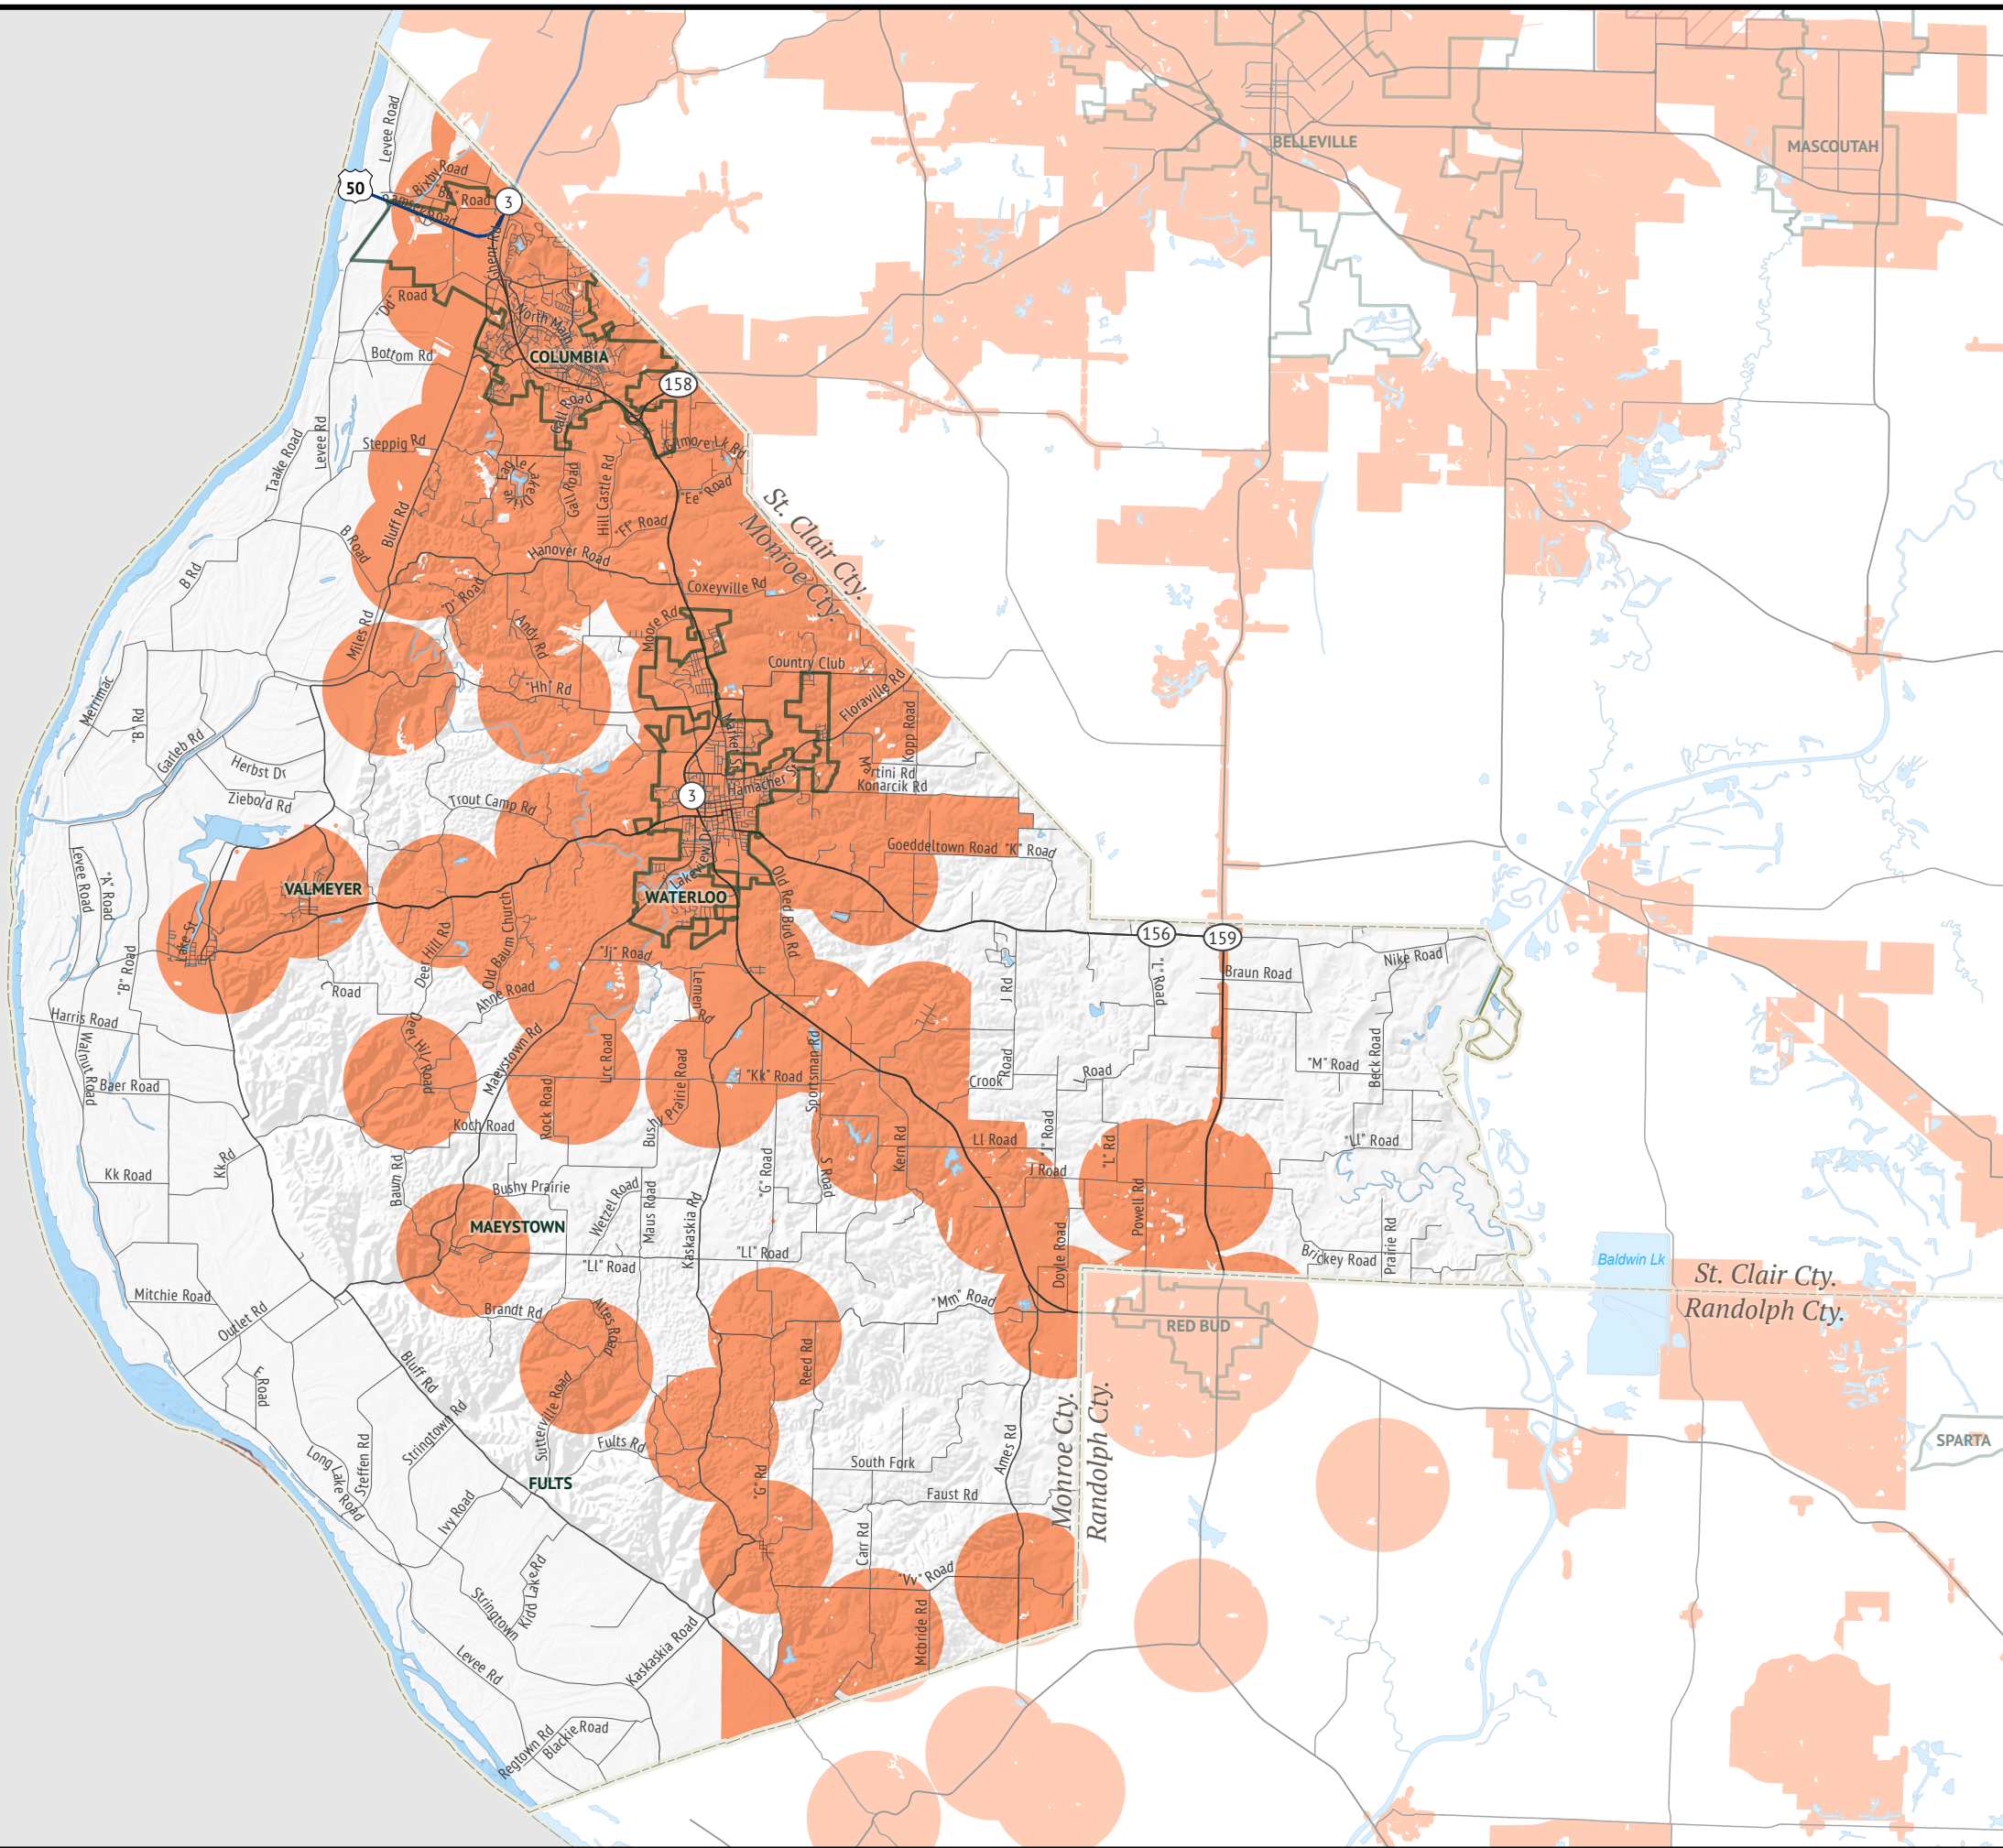 BELLEVILLE
MASCOUTAH
Levee Road
Bixby Road
50
"Bb" Road
Ramsey Road
3
Ghent Rd
"Dd" Road
North Main
Bottom Rd
COLUMBIA
158
Gall Road
Levee Rd
Steppig Rd
Gilmore Lk Rd
Taake Road
Eagle Lake Drive
Gall Road
Hill Castle Rd
"Ee" Road
St. Clair Cty.
Monroe Cty.
Bluff Rd
"Ff" Road
B Road
Hanover Road
B Rd
Coxeyville Rd
"D" Road
Andy Rd
Moore Rd
Miles Rd
Country Club
Merrimac
"Hh" Rd
Floraville Rd
"B" Rd
Kopp Road
Market St
Garleb Rd
Herbst Dr
Martini Rd
Hamacher St
Konarcik Rd
Ziebold Rd
Trout Camp Rd
3
Goeddeltown Road
"K" Road
Levee Road
"A" Road
VALMEYER
Lakeview Dr
WATERLOO
Old Red Bud Rd
Old Baum Church
Lake St
Deer Hill Rd
156
159
"Jj" Road
"B" Road
Nike Road
Road
Ahne Road
Lemen Rd
J Rd
"L" Road
Braun Road
Harris Road
Deer Hill Road
Maeystown Rd
Walnut Road
Lrc Road
Sportsman Rd
"M" Road
Beck Road
Baer Road
Rock Road
Bushy Prairie Road
"Kk" Road
Crook Road
L Road
Koch Road
Kern Rd
Ll Road
"J" Road
"L" Rd
"Ll" Road
Kk Road
Kk Rd
Baum Rd
Bushy Prairie
"G" Road
S Road
J Road
Wetzel Road
Maus Road
Kaskaskia Rd
Powell Rd
MAEYSTOWN
"Ll" Road
"Ll" Road
Doyle Road
Brickey Road
Prairie Rd
Baldwin Lk
St. Clair Cty.
Randolph Cty.
Mitchie Road
Outlet Rd
Brandt Rd
Altes Road
"Mm" Road
RED BUD
Bluff Rd
E Road
Reed Rd
Monroe Cty.
Randolph Cty.
Stringtown Rd
Sutterville Road
Fults Rd
Ames Rd
SPARTA
Long Lake Road
Steffen Rd
South Fork
FULTS
"G" Rd
Faust Rd
Ivy Road
Carr Rd
Kidd Lake Rd
"Vv" Road
Stringtown
Mcbride Rd
Levee Rd
Kaskaskia Road
Regtown Rd
Blackie Road